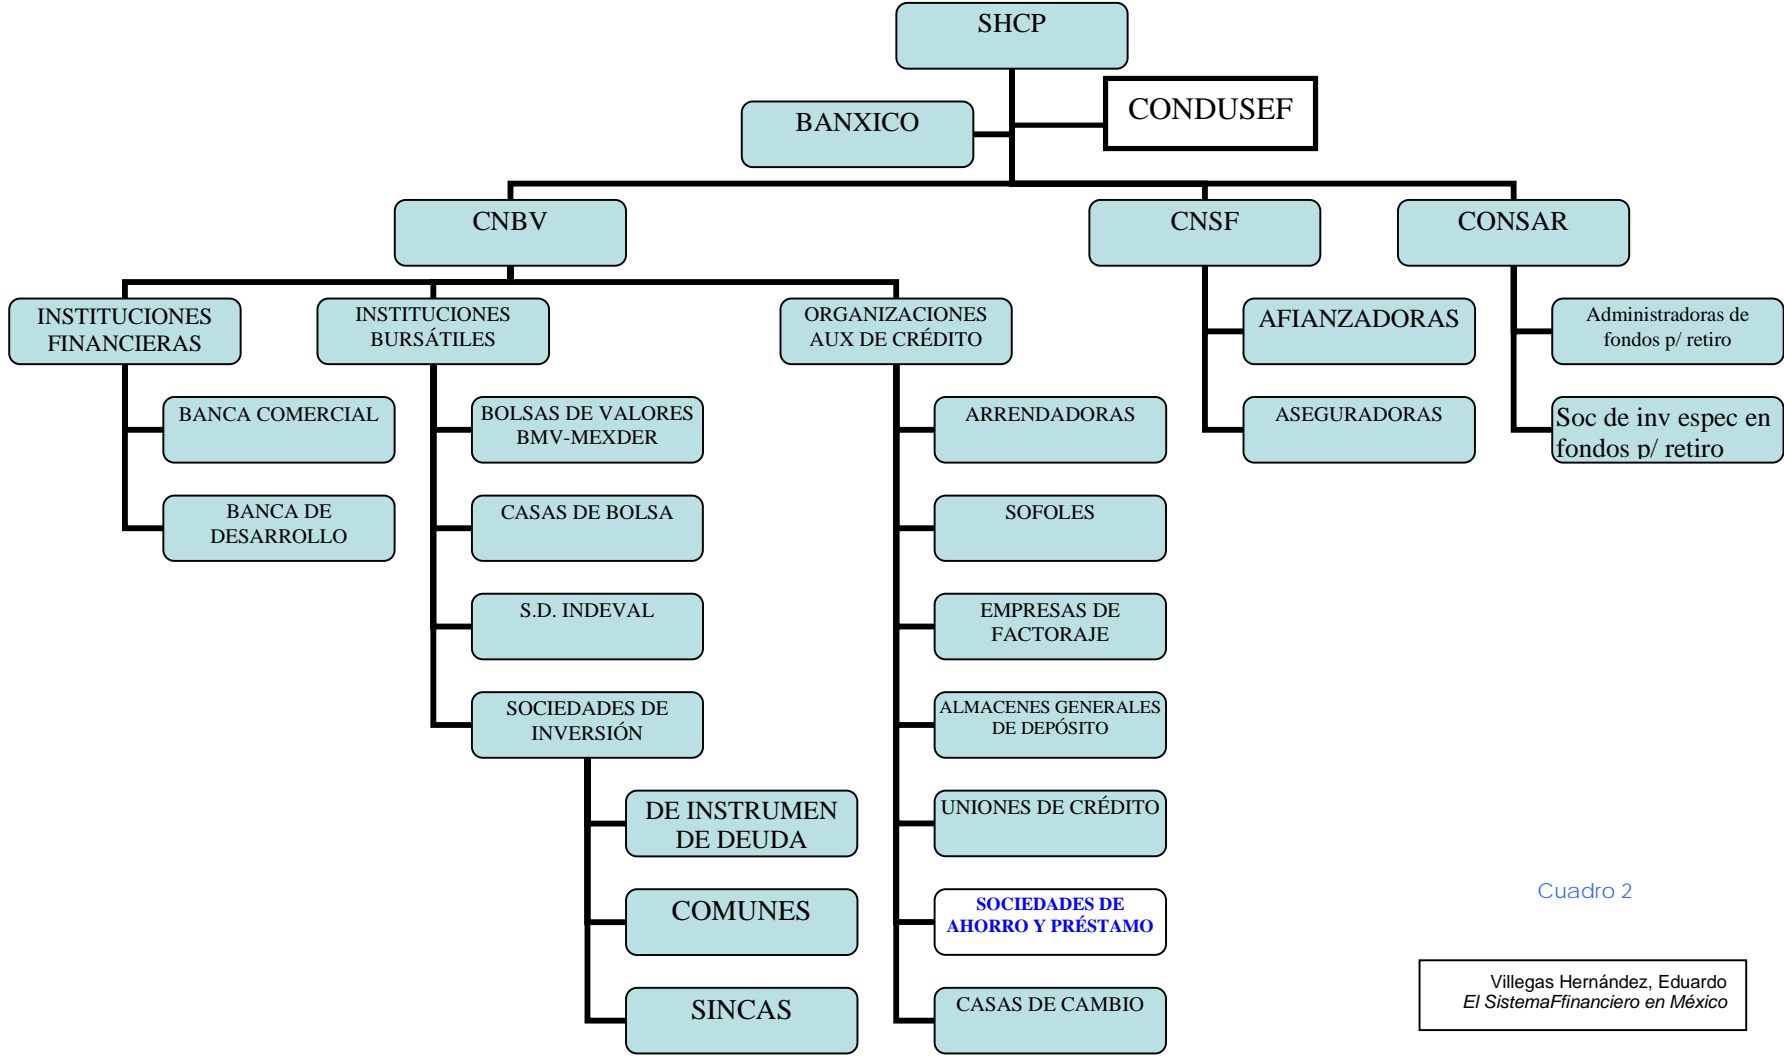 SHCP
BANXICO
CONDUSEF
CNBV
CNSF
CONSAR
INSTITUCIONES
FINANCIERAS
BANCA COMERCIAL
BANCA DE
DESARROLLO
INSTITUCIONES
BURSÁTILES
BOLSAS DE VALORES
BMV-MEXDER
CASAS DE BOLSA
S.D. INDEVAL
SOCIEDADES DE
INVERSIÓN
DE INSTRUMEN
DE DEUDA
COMUNES
SINCAS
ORGANIZACIONES
AUX DE CRÉDITO
ARRENDADORAS
SOFOLES
EMPRESAS DE
FACTORAJE
ALMACENES GENERALES
DE DEPÓSITO
UNIONES DE CRÉDITO
SOCIEDADES DE
AHORRO Y PRÉSTAMO
CASAS DE CAMBIO
AFIANZADORAS
ASEGURADORAS
Administradoras de
fondos p/ retiro
Soc de inv espec en
fondos p/ retiro
Cuadro 2
Villegas Hernández, Eduardo
El SistemaFfinanciero en México